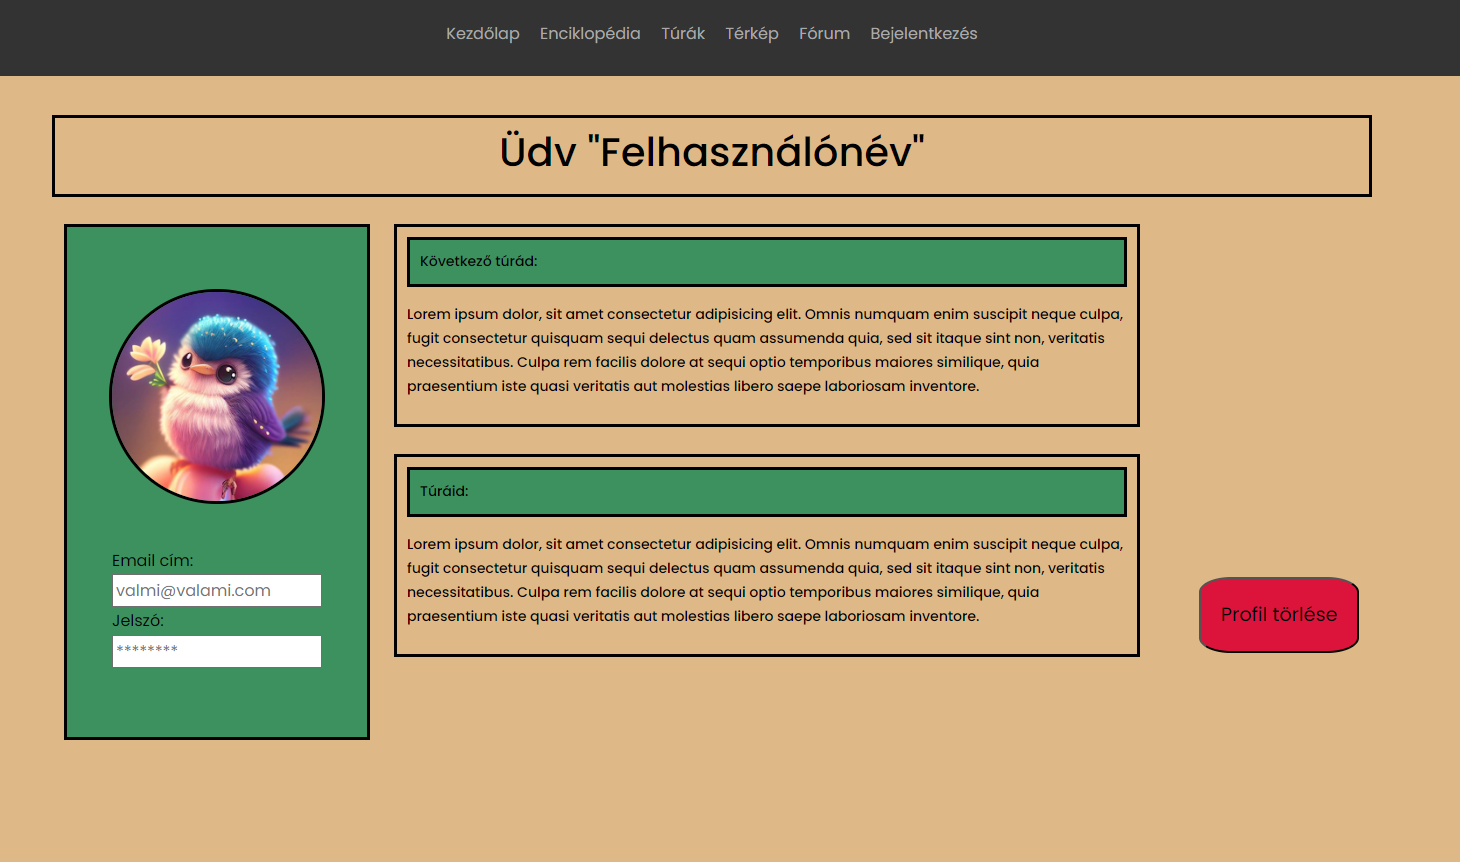 Kezdőlap Enciklopédia Túrák Térkép Fórum Bejelentkezés
Üdv "Felhasználónév"
Email cím:
valmi@valami.com
Jelszó:
********
Következő túrád:
Lorem ipsum dolor, sit amet consectetur adipisicing elit. Omnis numquam enim suscipit neque culpa,
fugit consectetur quisquam sequi delectus quam assumenda quia, sed sit itaque sint non, veritatis
necessitatibus. Culpa rem facilis dolore at sequi optio temporibus maiores similique, quia
praesentium iste quasi veritatis aut molestias libero saepe laboriosam inventore.
Túráid:
Lorem ipsum dolor, sit amet consectetur adipisicing elit. Omnis numquam enim suscipit neque culpa,
fugit consectetur quisquam sequi delectus quam assumenda quia, sed sit itaque sint non, veritatis
necessitatibus. Culpa rem facilis dolore at sequi optio temporibus maiores similique, quia
praesentium iste quasi veritatis aut molestias libero saepe laboriosam inventore.
Profil törlése